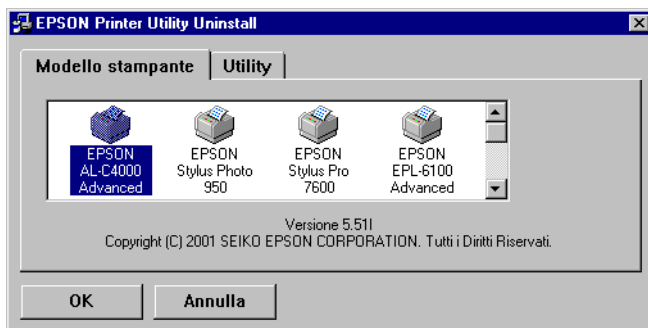 EPSON Printer Utility Uninstall
Modello stampante Utility
EPSON AL-C4000 Advanced
EPSON Stylus Photo 950
EPSON Stylus Pro 7600
EPSON EPL-6100 Advanced
Versione 5.51I
Copyright (C) 2001 SEIKO EPSON CORPORATION. Tutti i Diritti Riservati.
OK Annulla